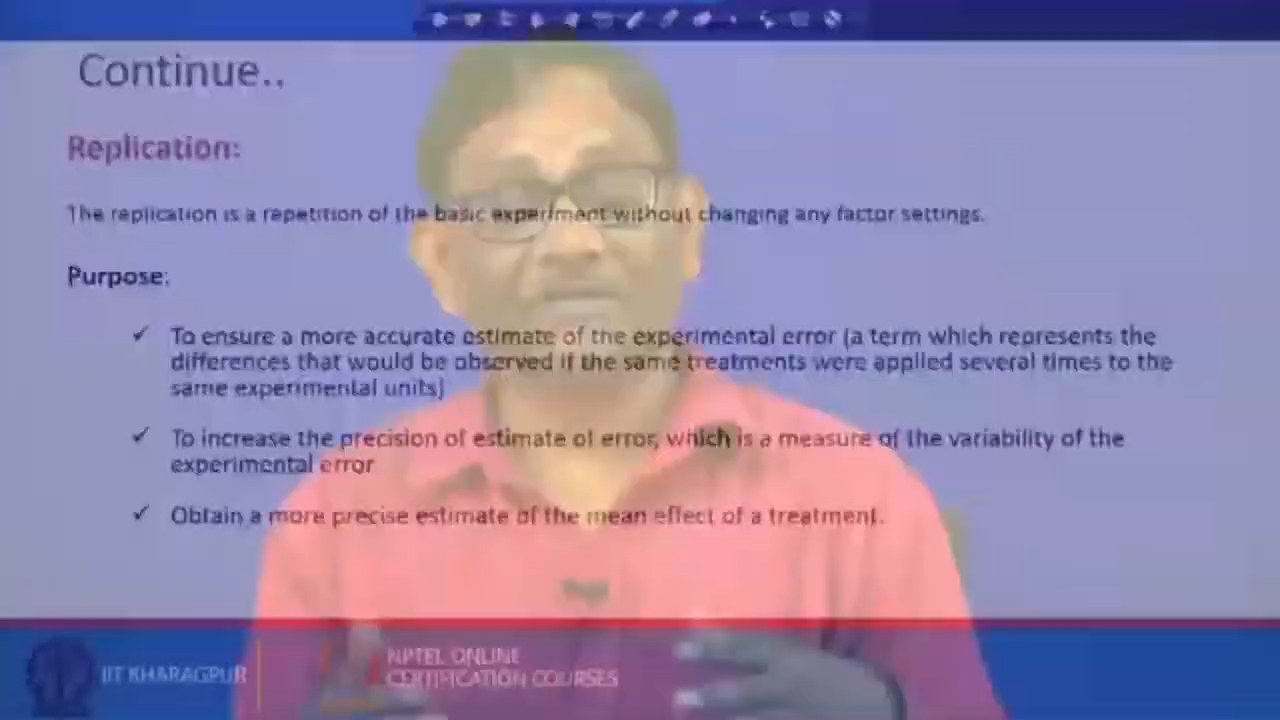 Continue..
Replication:
The replication is a repetition of the basic experiment without changing any factor settings.
Purpose:
✓ To ensure a more accurate estimate of the experimental error (a term which represents the
differences that would be observed if the same treatments were applied several times to the
same experimental units)
✓ To increase the precision of estimate of error, which is a measure of the variability of the
experimental error
✓ Obtain a more precise estimate of the mean effect of a treatment.
IIT KHARAGPUR
NPTEL ONLINE
CERTIFICATION COURSES